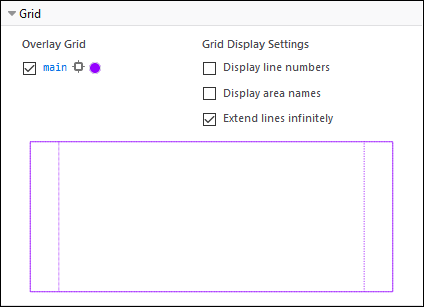 Grid
Overlay Grid
main
Grid Display Settings
Display line numbers
Display area names
Extend lines infinitely